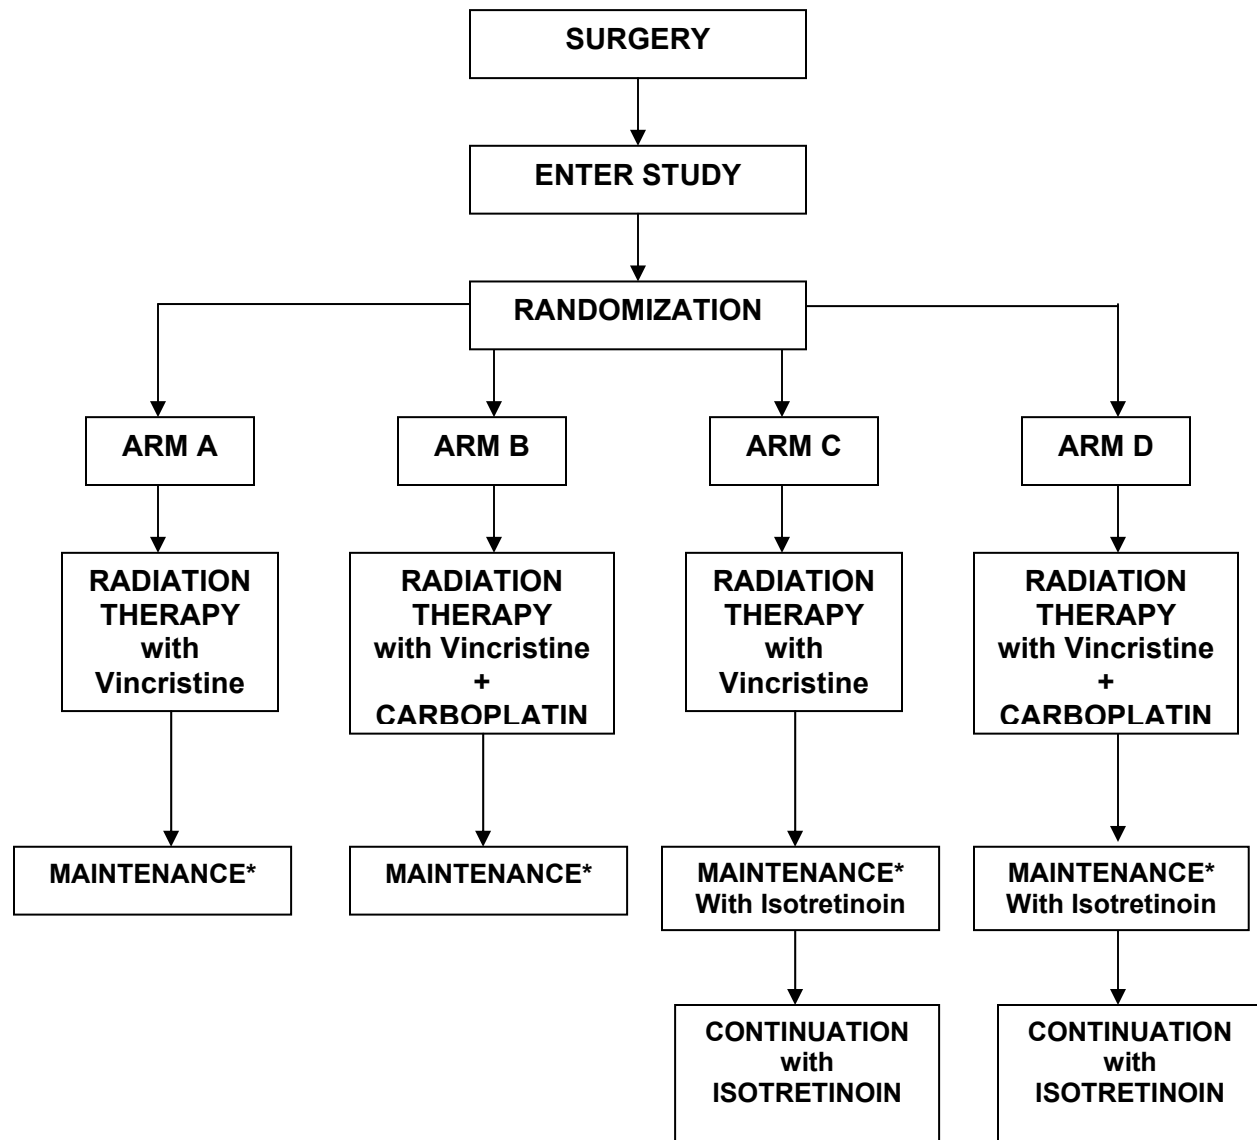 SURGERY
ENTER STUDY
RANDOMIZATION
ARM A
ARM B
ARM C
ARM D
RADIATION
THERAPY
with
Vincristine
RADIATION
THERAPY
with Vincristine
+
CARBOPLATIN
RADIATION
THERAPY
with
Vincristine
RADIATION
THERAPY
with Vincristine
+
CARBOPLATIN
MAINTENANCE*
MAINTENANCE*
MAINTENANCE*
With Isotretinoin
MAINTENANCE*
With Isotretinoin
CONTINUATION
with
ISOTRETINOIN
CONTINUATION
with
ISOTRETINOIN